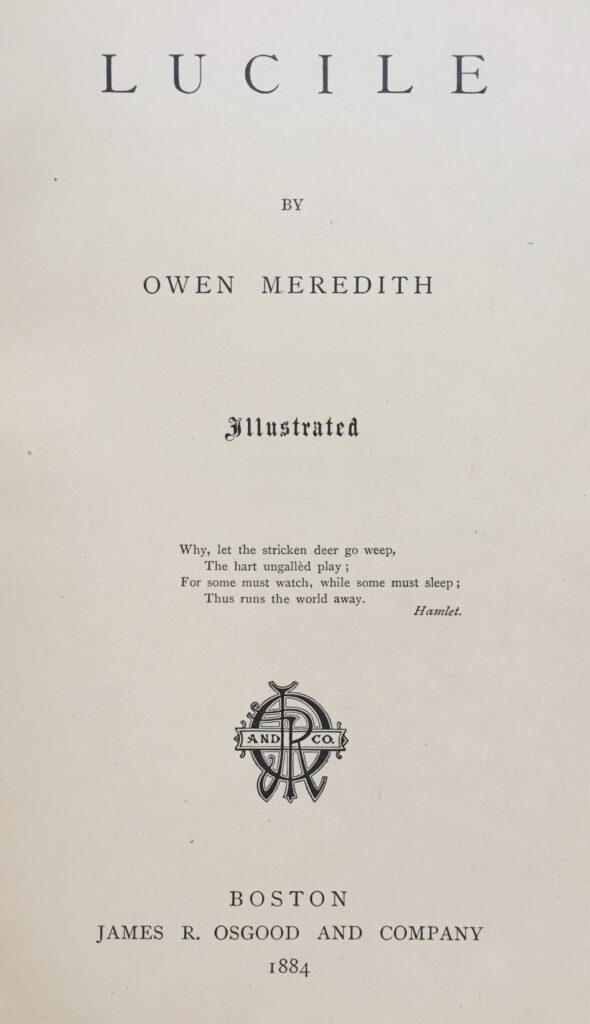 LUCILE
BY
OWEN MEREDITH
Illustrated
Why, let the stricken deer go weep,
The hart ungallèd play;
For some must watch, while some must sleep;
Thus runs the world away.
Hamlet.
JRO
AND CO.
BOSTON
JAMES R. OSGOOD AND COMPANY
1884